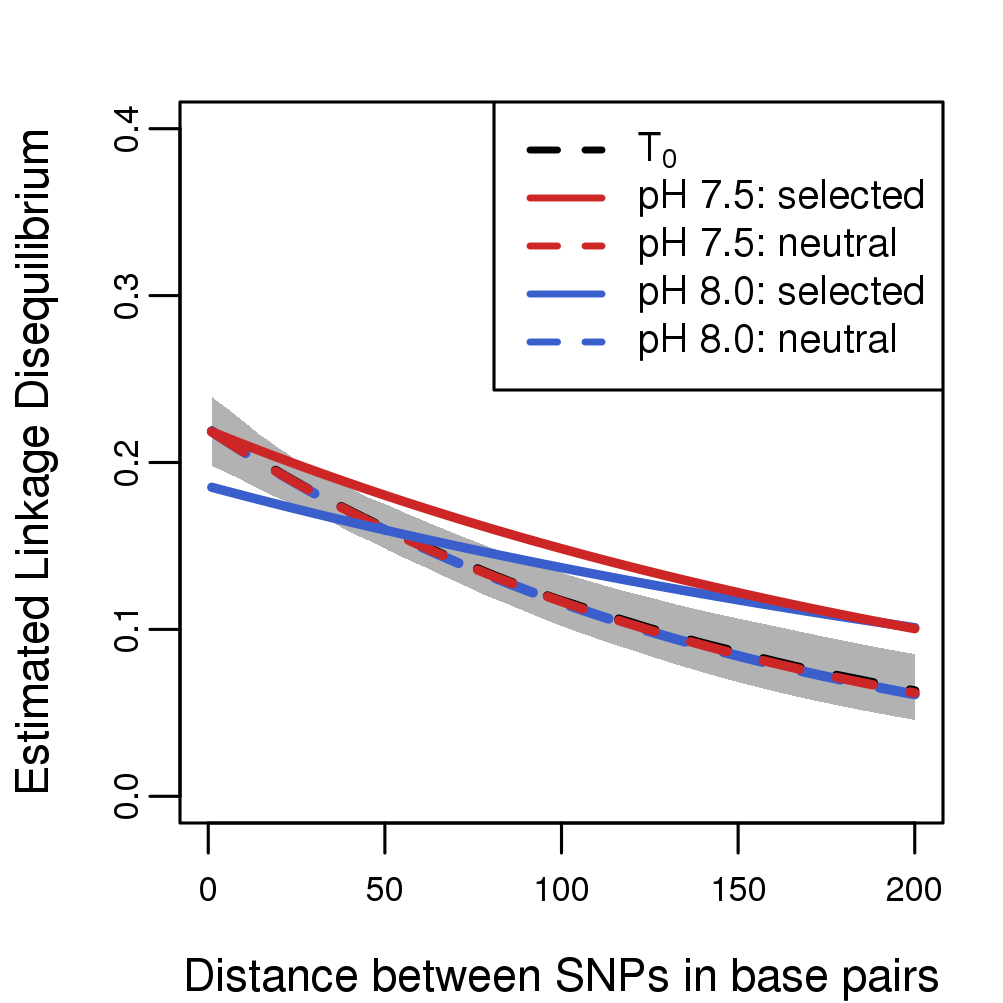 T₀
pH 7.5: selected
pH 7.5: neutral
pH 8.0: selected
pH 8.0: neutral
Estimated Linkage Disequilibrium
0.4
0.3
0.2
0.1
0.0
0 50 100 150 200
Distance between SNPs in base pairs